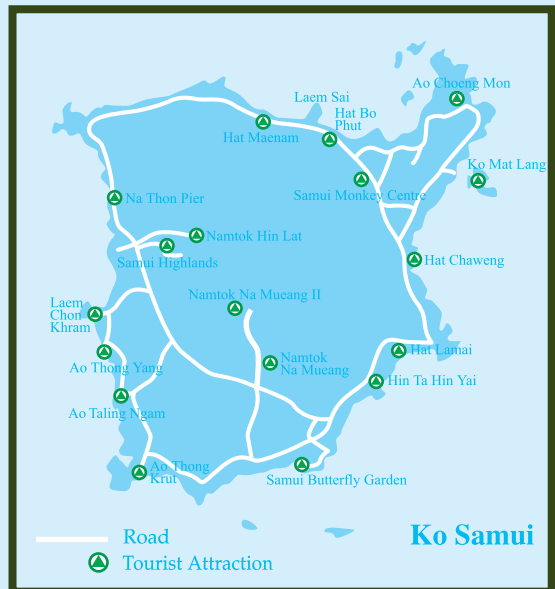 Ao Choeng Mon
Laem Sai
Hat Bo
Phut
Hat Maenam
Ko Mat Lang
Samui Monkey Centre
Na Thon Pier
Namtok Hin Lat
Samui Highlands
Hat Chaweng
Namtok Na Mueang II
Laem
Chon
Khram
Hat Lamai
Ao Thong Yang
Namtok
Na Mueang
Hin Ta Hin Yai
Ao Taling Ngam
Ao Thong
Krut
Samui Butterfly Garden
Road
Tourist Attraction
Ko Samui